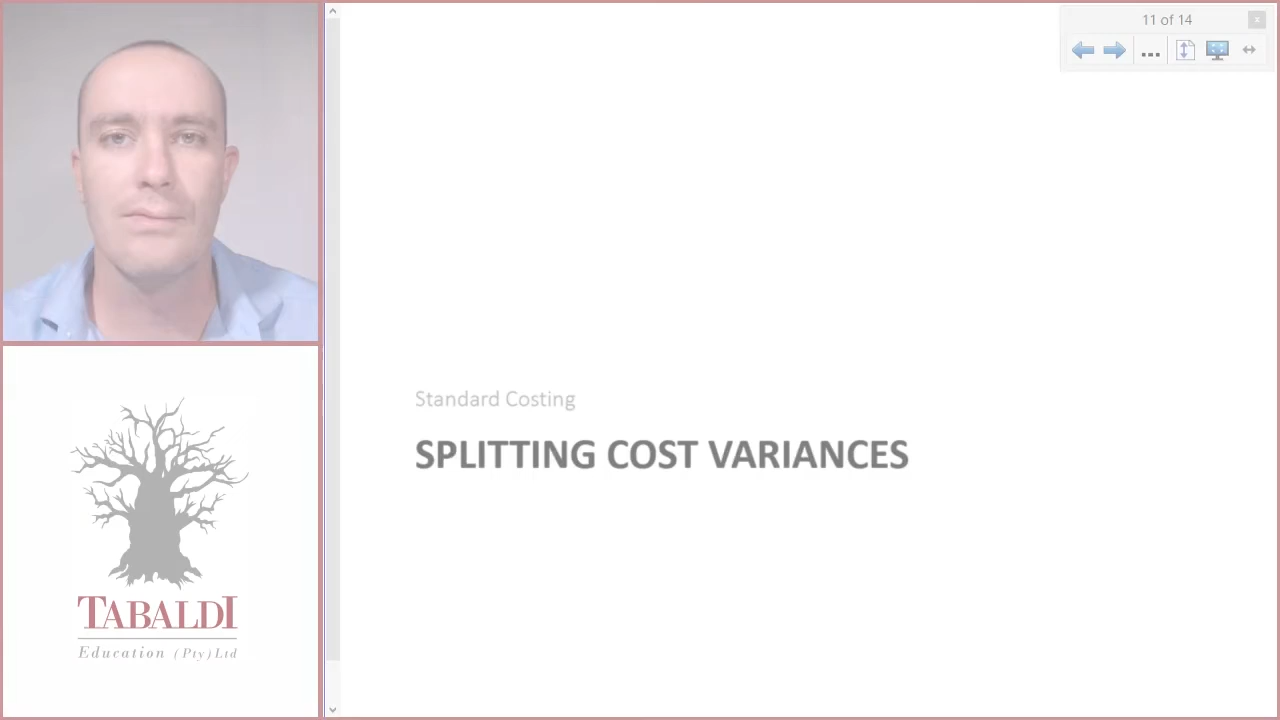 11 of 14
Standard Costing
SPLITTING COST VARIANCES
TABALDI
Education (Pty) Ltd